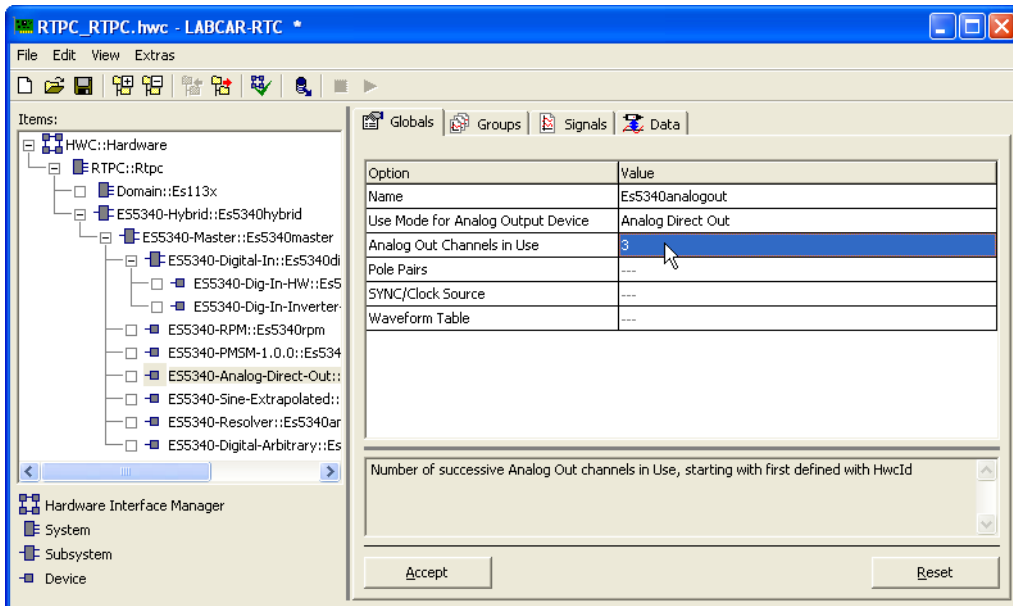 RTPC_RTPC.hwc - LABCAR-RTC *
File Edit View Extras
Items:
HWC::Hardware
RTPC::Rtpc
Domain::Es113x
ES5340-Hybrid::Es5340hybrid
ES5340-Master::Es5340master
ES5340-Digital-In::Es5340di
ES5340-Dig-In-HW::Es5
ES5340-Dig-In-Inverter-
ES5340-RPM::Es5340rpm
ES5340-PMSM-1.0.0::Es534
ES5340-Analog-Direct-Out::
ES5340-Sine-Extrapolated::
ES5340-Resolver::Es5340ar
ES5340-Digital-Arbitrary::Es
Hardware Interface Manager
System
Subsystem
Device
Globals Groups Signals Data
Option Value
Name Es5340analogout
Use Mode for Analog Output Device Analog Direct Out
Analog Out Channels in Use 3
Pole Pairs ---
SYNC/Clock Source ---
Waveform Table ---
Number of successive Analog Out channels in Use, starting with first defined with HwcId
Accept Reset